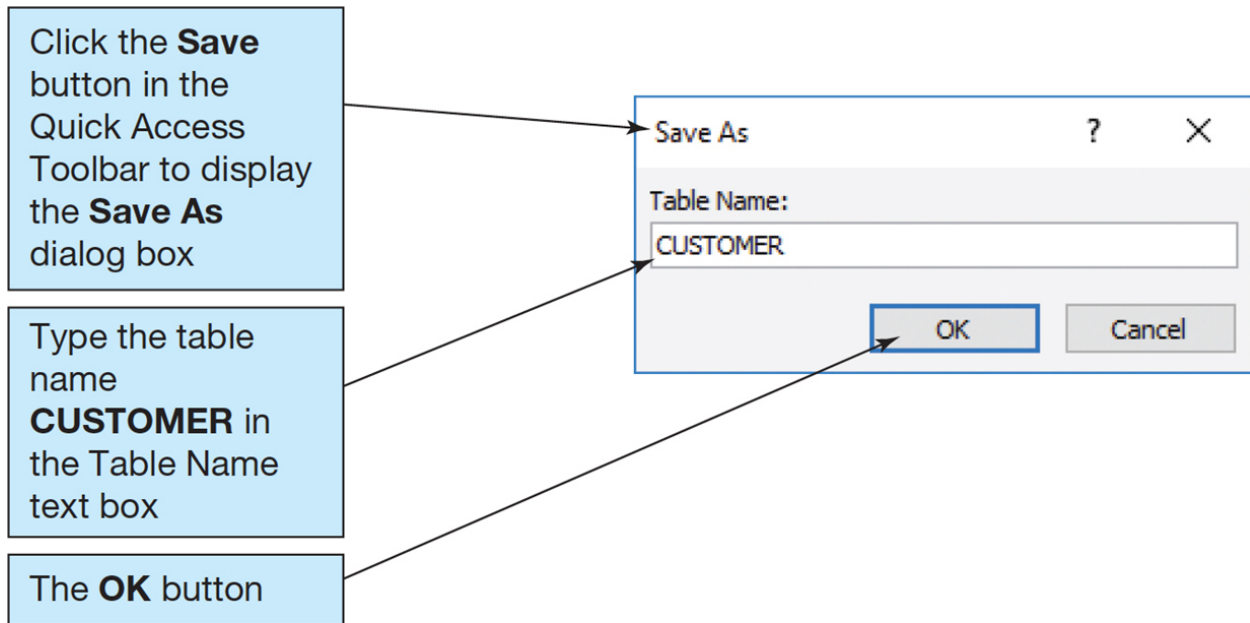 Click the Save
button in the
Quick Access
Toolbar to display
the Save As
dialog box
Type the table
name
CUSTOMER in
the Table Name
text box
The OK button
Save As ? X
Table Name:
CUSTOMER
OK Cancel